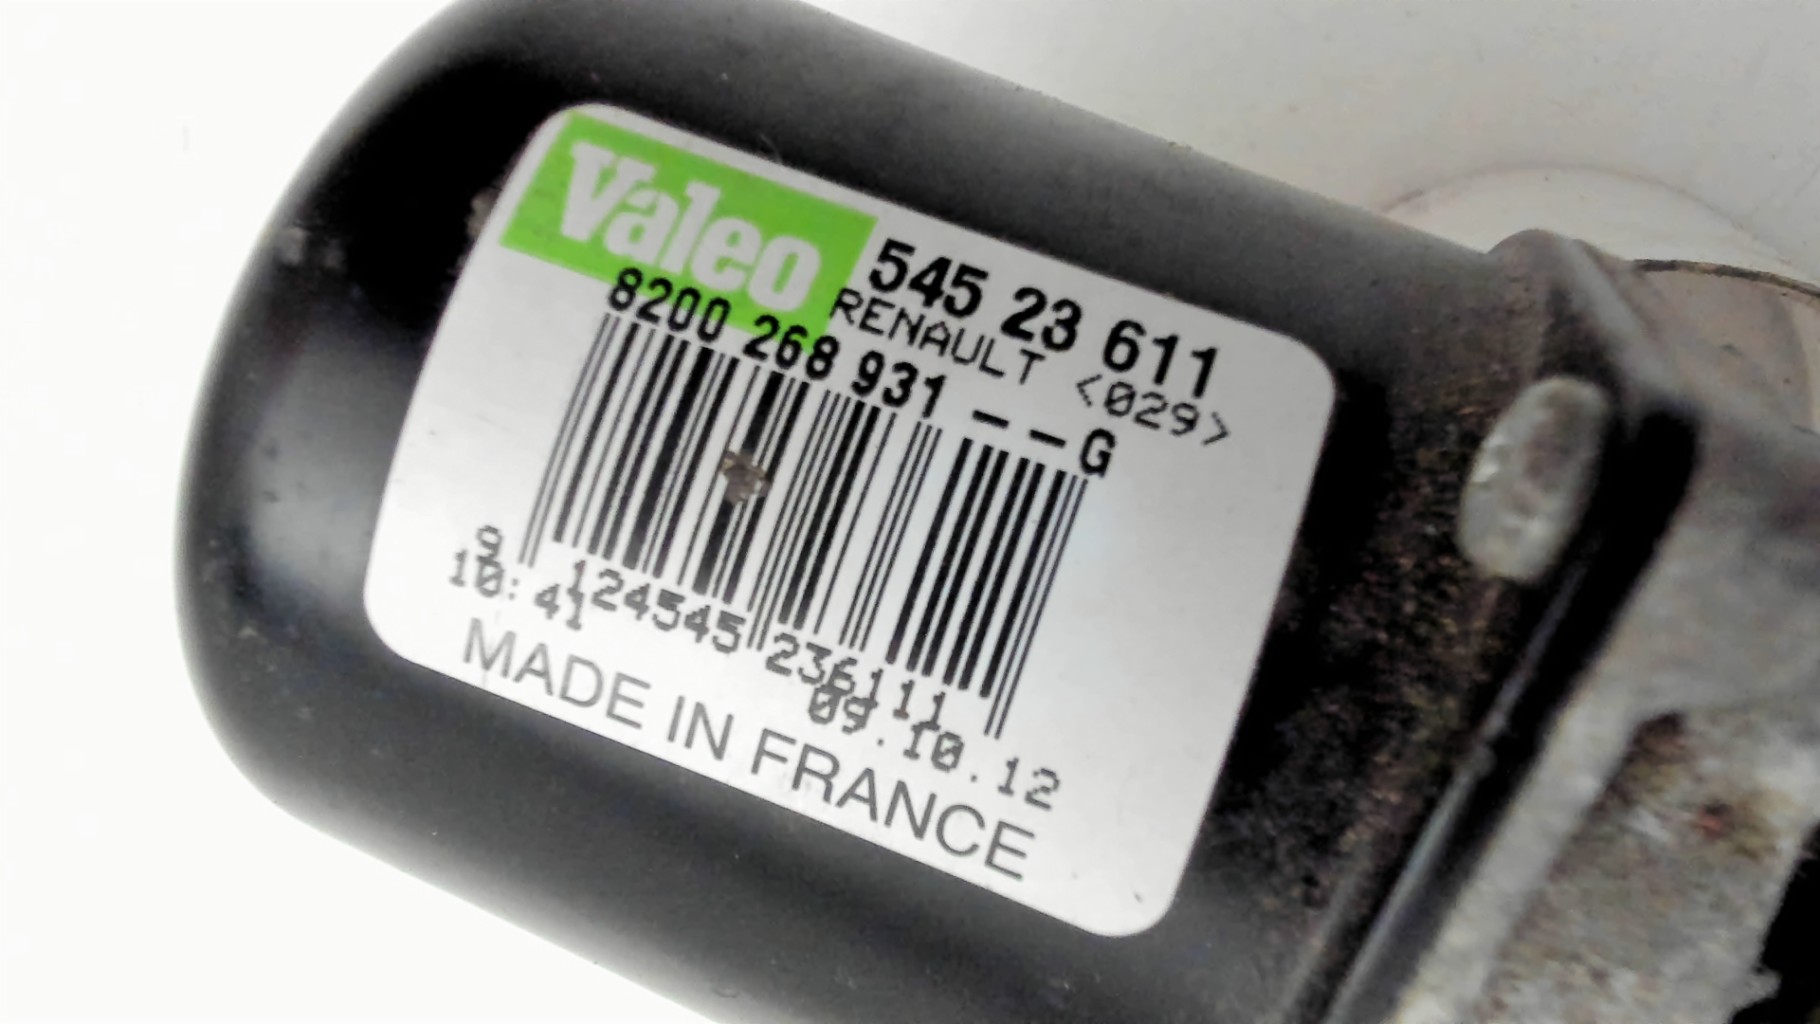 Valeo
545 23 611
RENAULT <029>
8200 268 931 --G
9 124545 236111
10:41
09.10.12
MADE IN FRANCE